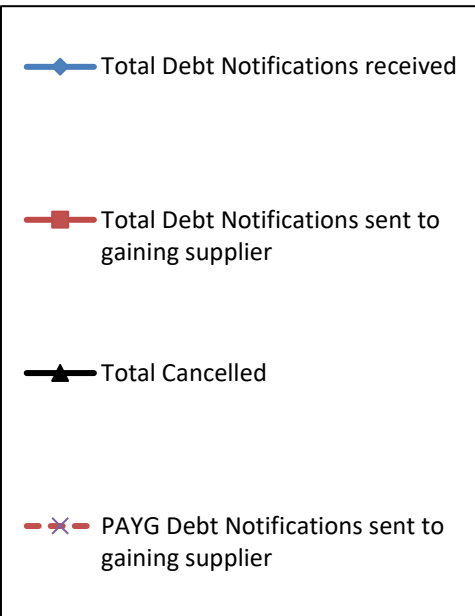 Total Debt Notifications received
Total Debt Notifications sent to
gaining supplier
Total Cancelled
PAYG Debt Notifications sent to
gaining supplier